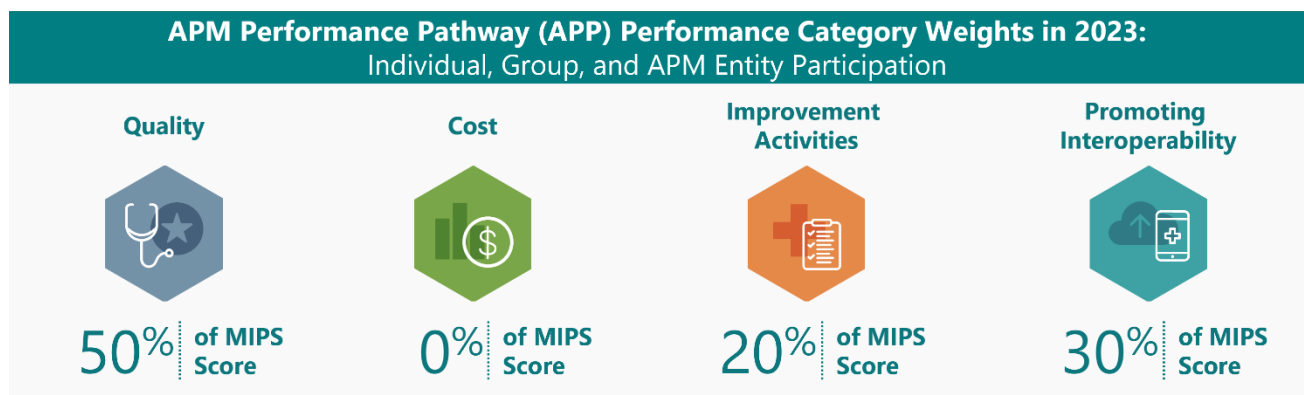 APM Performance Pathway (APP) Performance Category Weights in 2023:
Individual, Group, and APM Entity Participation
Quality
Cost
Improvement
Activities
Promoting
Interoperability
$
50% of MIPS
Score
0% of MIPS
Score
20% of MIPS
Score
30% of MIPS
Score